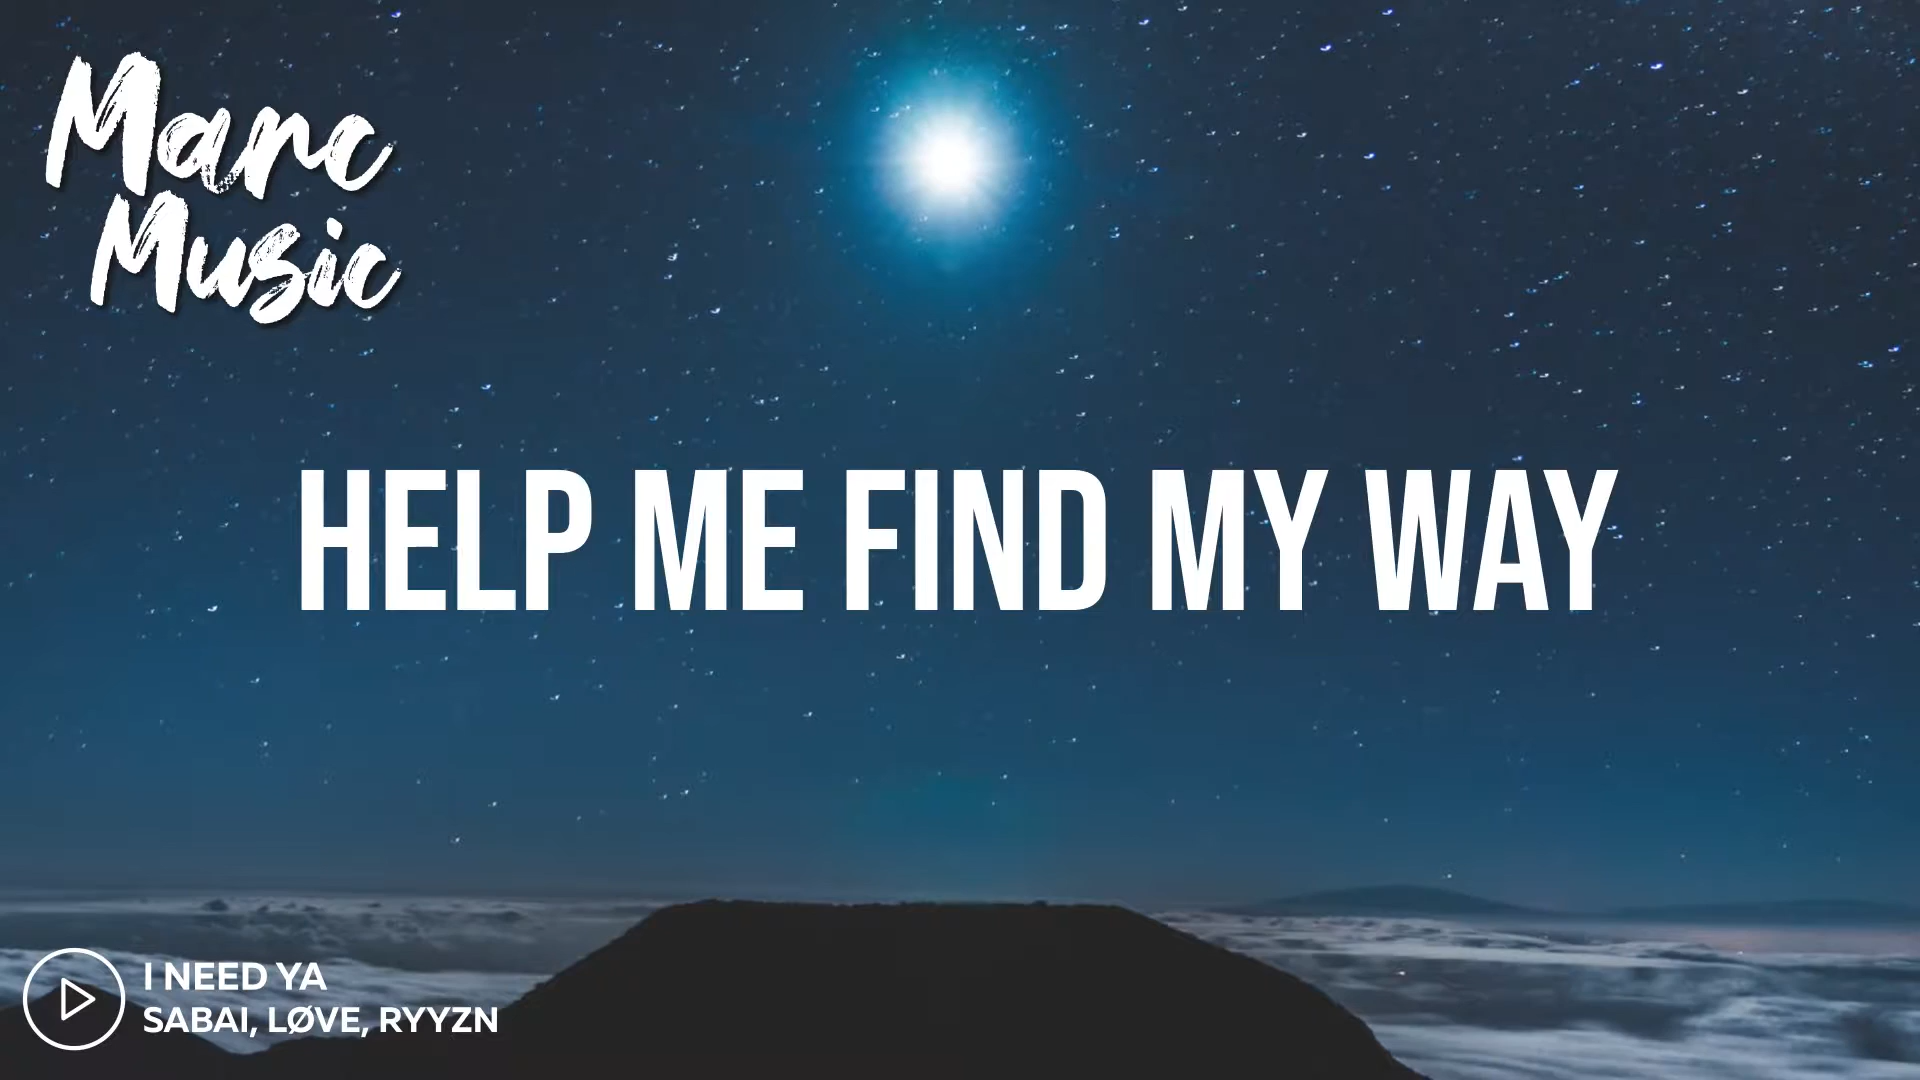 Marc
Music
HELP ME FIND MY WAY
I NEED YA
SABAI, LØVE, RYYZN